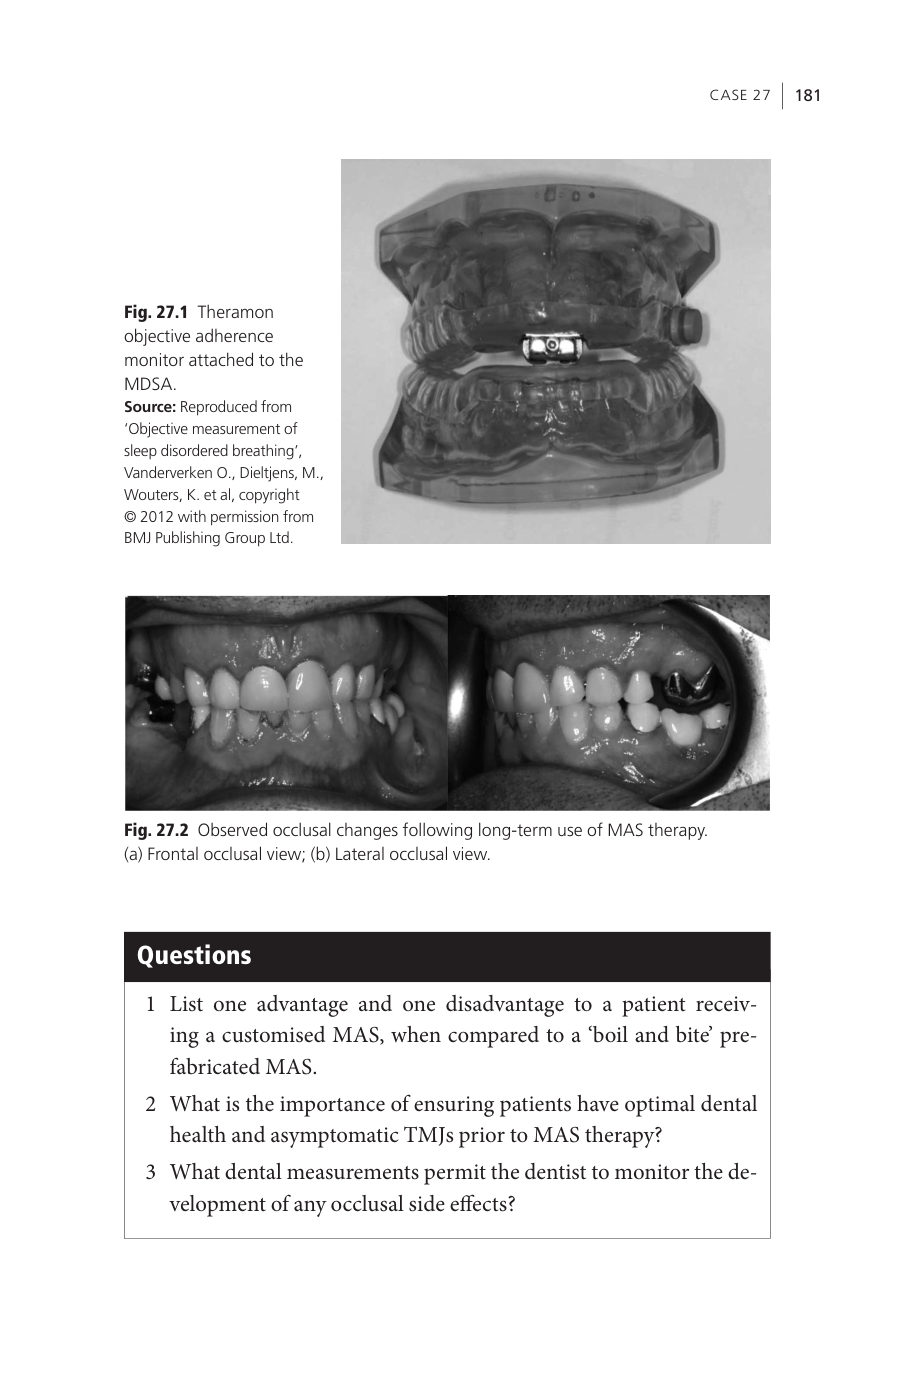 CASE 27 181
Fig. 27.1 Theramon
objective adherence
monitor attached to the
MDSA.
Source: Reproduced from
‘Objective measurement of
sleep disordered breathing’,
Vanderverken O., Dieltjens, M.,
Wouters, K. et al, copyright
© 2012 with permission from
BMJ Publishing Group Ltd.
Fig. 27.2 Observed occlusal changes following long-term use of MAS therapy.
(a) Frontal occlusal view; (b) Lateral occlusal view.
Questions
1 List one advantage and one disadvantage to a patient receiv-
ing a customised MAS, when compared to a ‘boil and bite’ pre-
fabricated MAS.
2 What is the importance of ensuring patients have optimal dental
health and asymptomatic TMJs prior to MAS therapy?
3 What dental measurements permit the dentist to monitor the de-
velopment of any occlusal side effects?